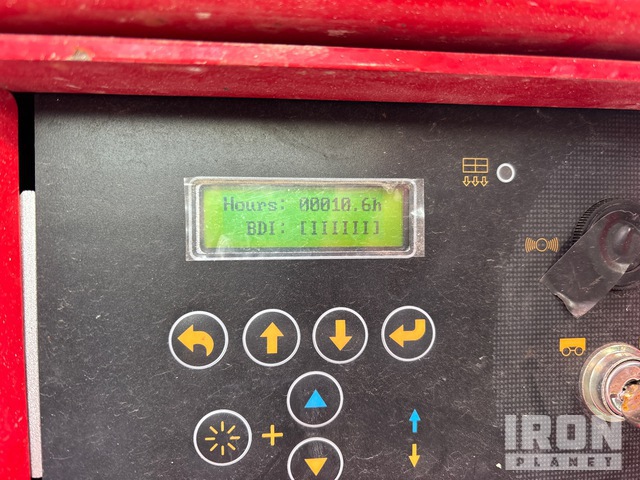 Hours: 00010.6h
BDI: [IIIIII]
IRON
PLANET